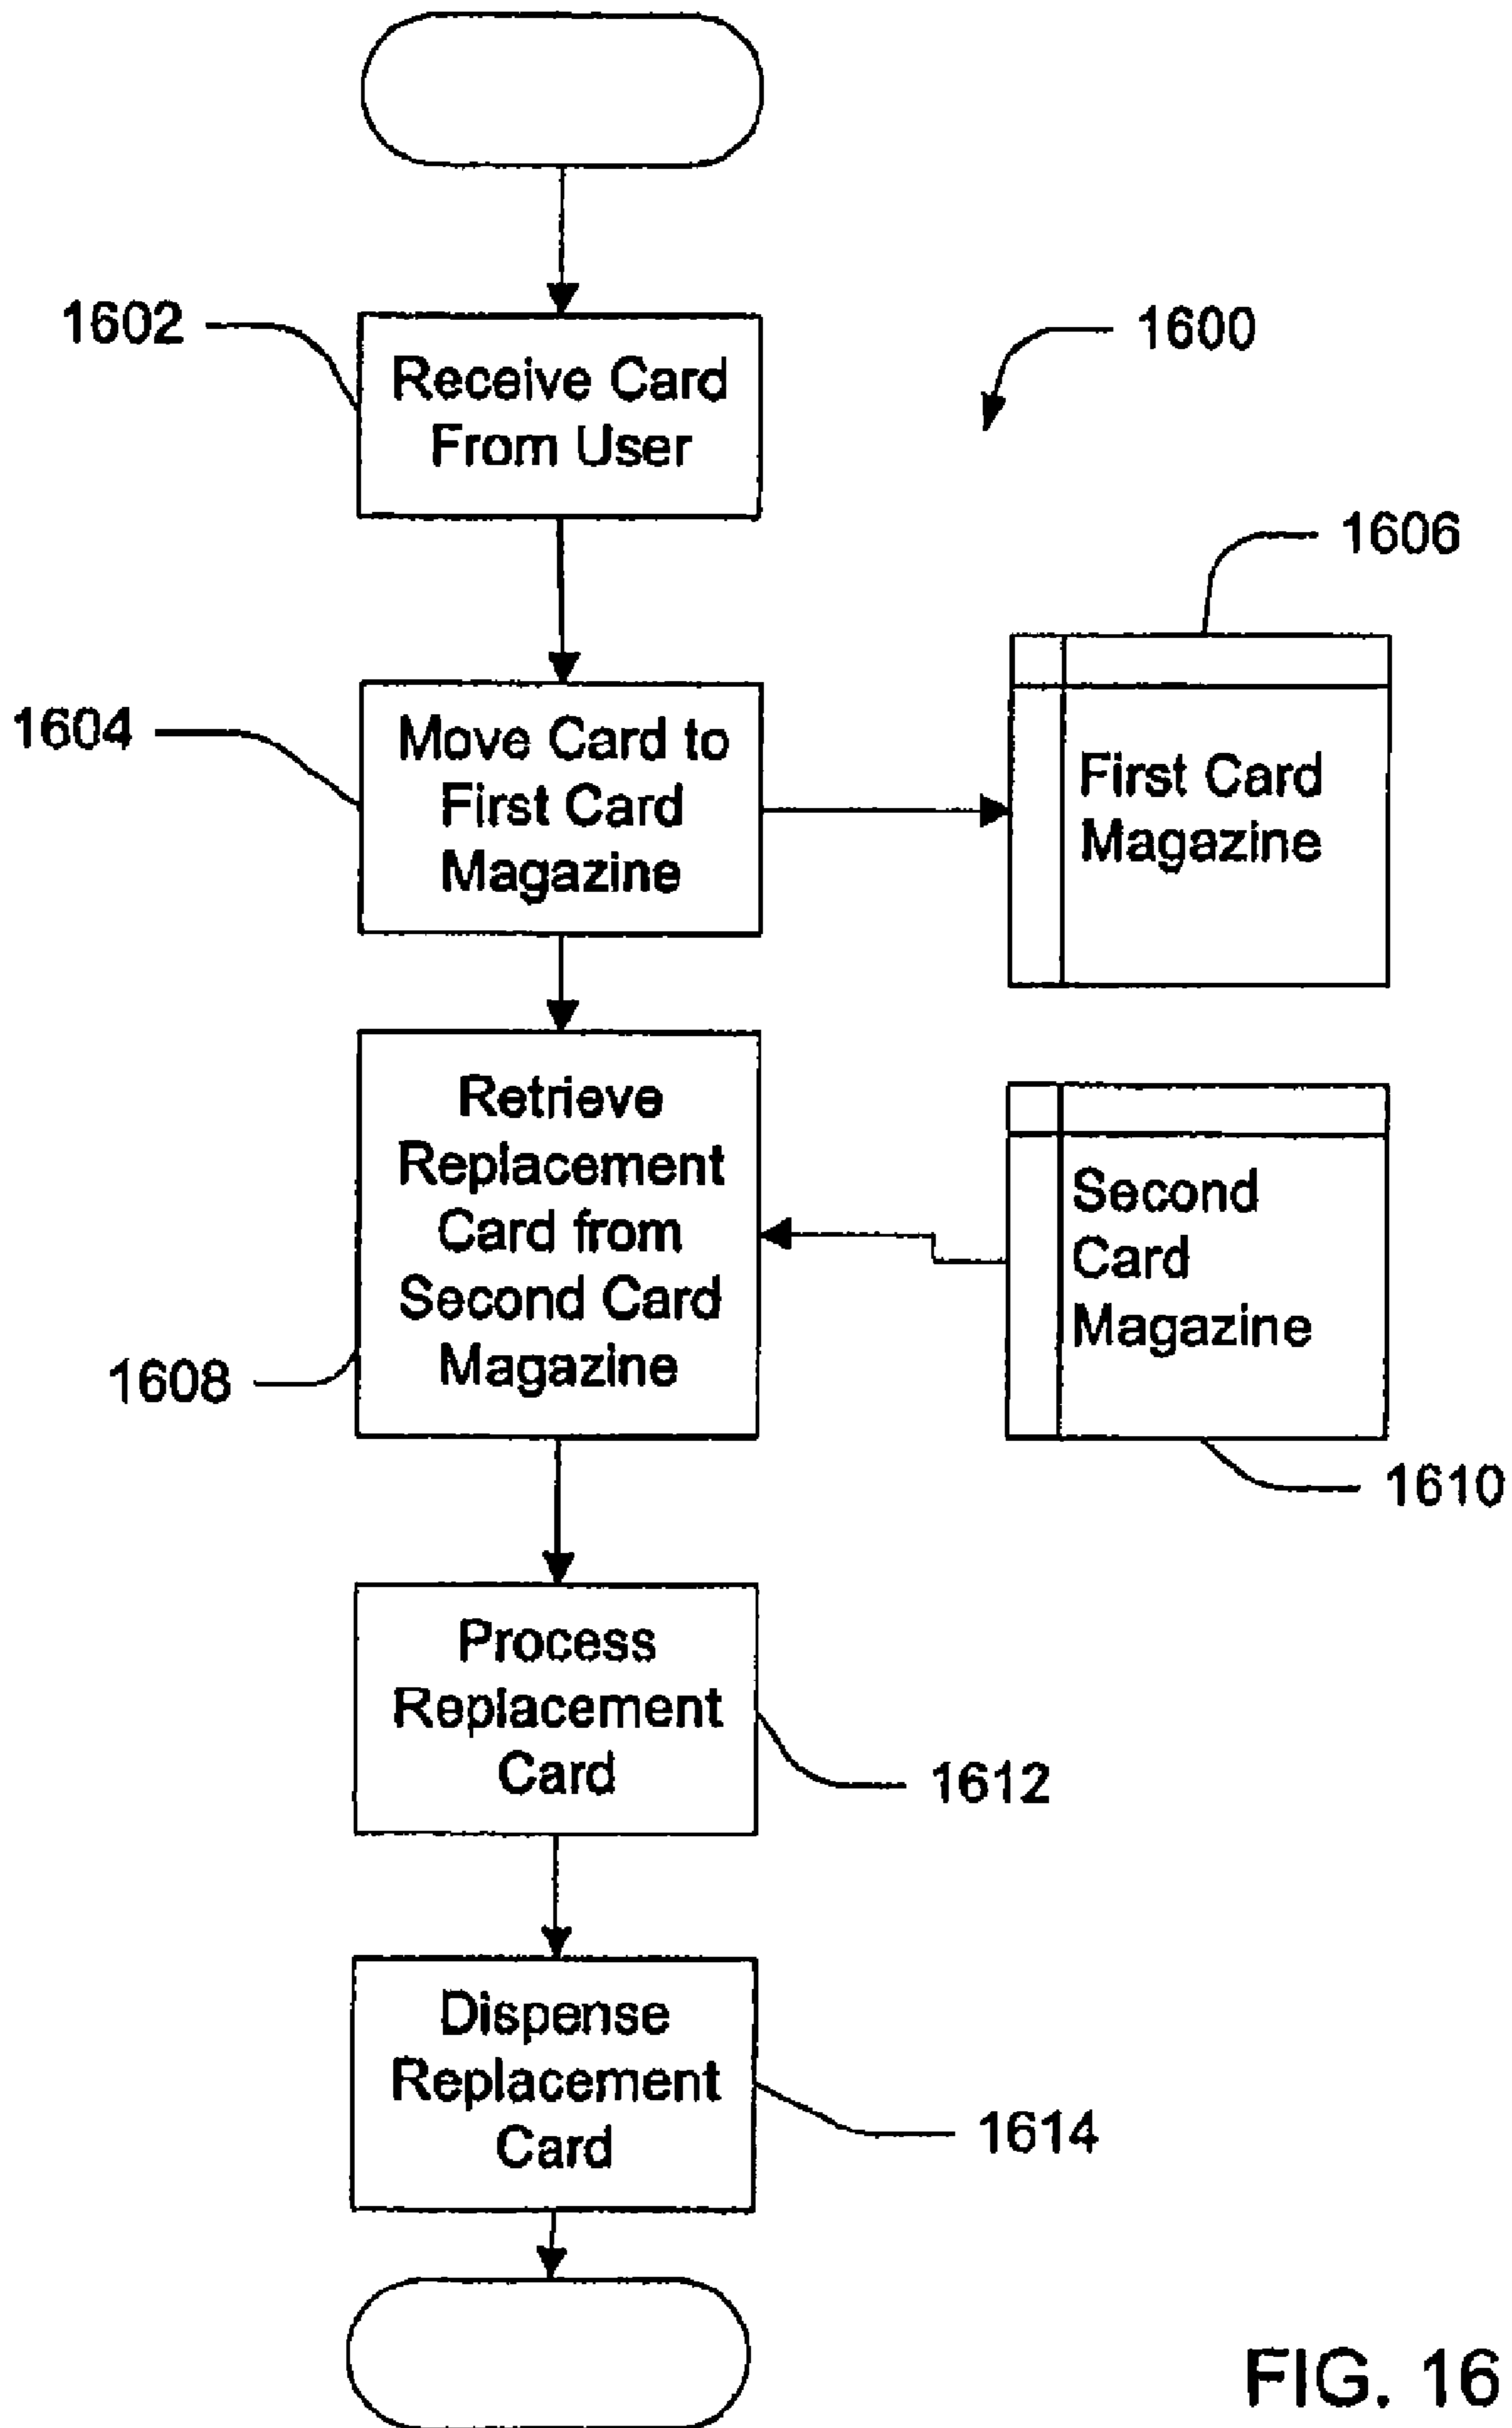 1602
Receive Card
From User
1600
1606
1604
Move Card to
First Card
Magazine
First Card
Magazine
Retrieve
Replacement
Card from
Second Card
Magazine
1608
Second
Card
Magazine
1610
Process
Replacement
Card
1612
Dispense
Replacement
Card
1614
FIG. 16